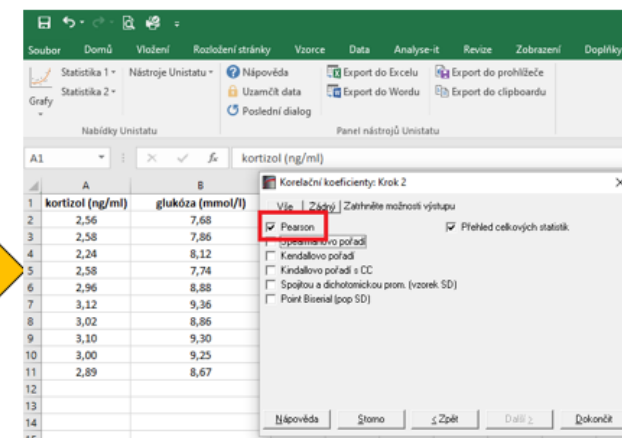 Soubor Domů Vložení Rozložení stránky Vzorce Data Analyse-it Revize Zobrazení Doplňky
Statistika 1 Nástroje Unistatu Nápověda Export do Excelu Export do prohlížeče
Statistika 2 Uzamčít data Export do Wordu Export do clipboardu
Grafy Poslední dialog
Nabídky Unistatu Panel nástrojů Unistatu
A1 fx kortizol (ng/ml)
A B
1 kortizol (ng/ml) glukóza (mmol/l)
2 2,56 7,68
3 2,58 7,86
4 2,24 8,12
5 2,58 7,74
6 2,96 8,88
7 3,12 9,36
8 3,02 8,86
9 3,10 9,30
10 3,00 9,25
11 2,89 8,67
12
13
14
15
Korelační koeficienty: Krok 2
Vše Žádný Zatrhněte možnosti výstupu
Pearson Přehled celkových statistik
Spearmanovo pořadí
Kendallovo pořadí
Kindallovo pořadí s CC
Spojitou a dichotomickou prom. (vzorek SD)
Point Biserial (pop SD)
Nápověda Storno < Zpět Další > Dokončit